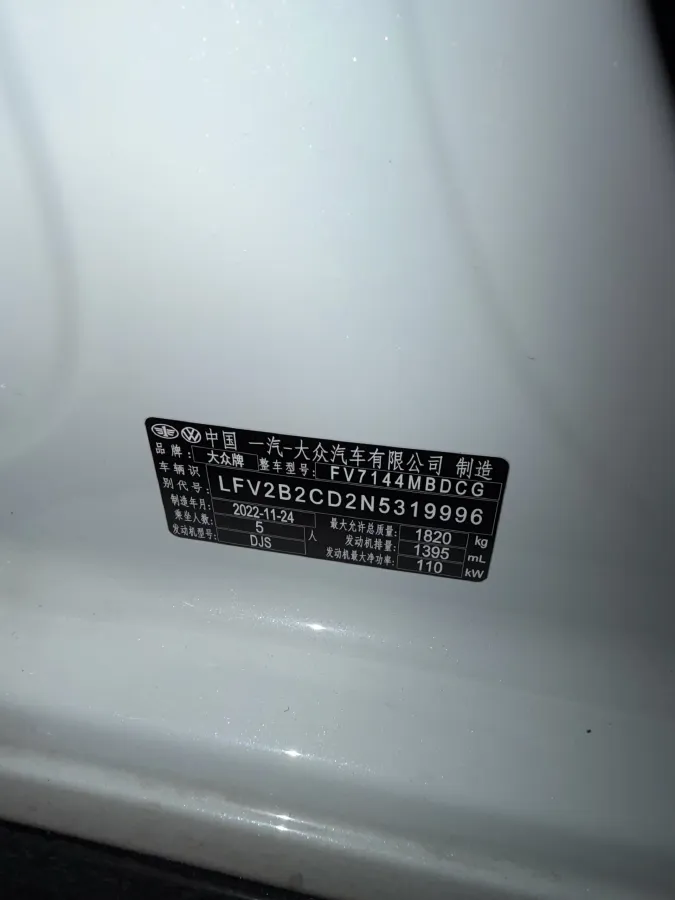 中国 一汽-大众汽车有限公司 制造
品牌: 大众牌 整车型号: FV7144MBDCG
车辆识别代号: LFV2B2CD2N5319996
制造年月: 2022-11-24 最大允许总质量: 1820 kg
乘坐人数: 5 人 发动机排量: 1395 mL
发动机型号: DJS 发动机最大净功率: 110 kW